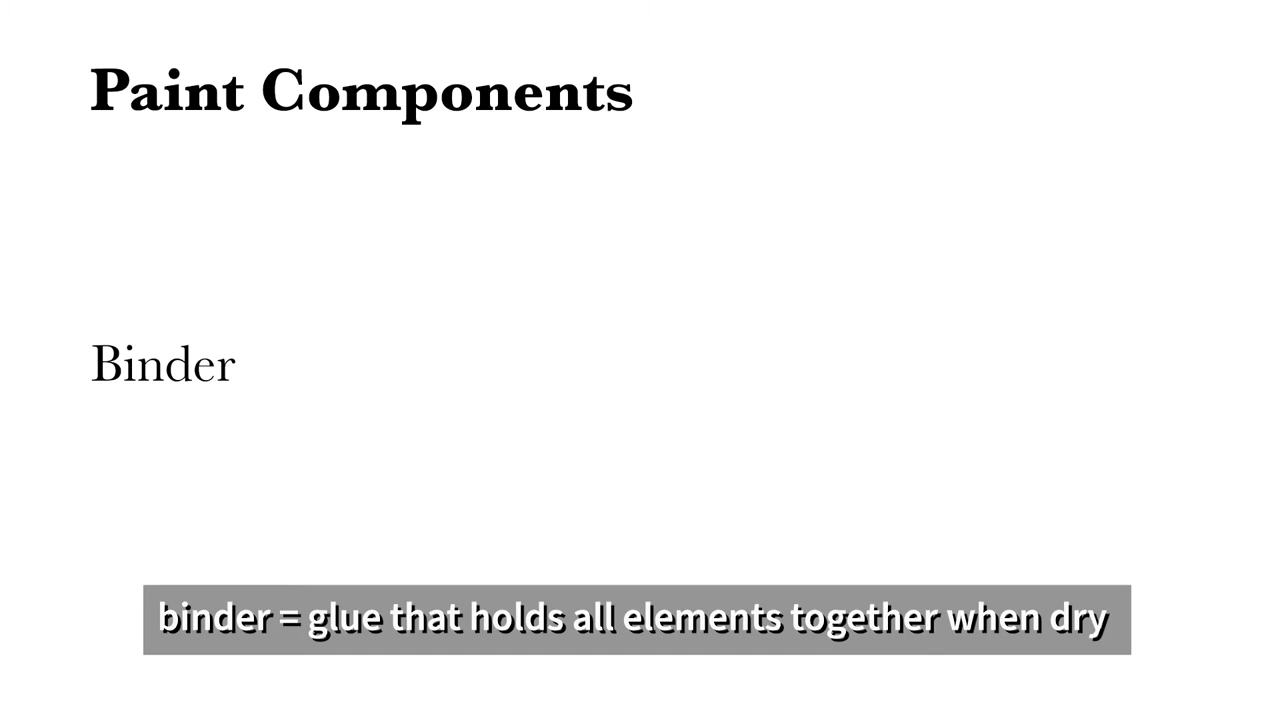 Paint Components
Binder
binder = glue that holds all elements together when dry